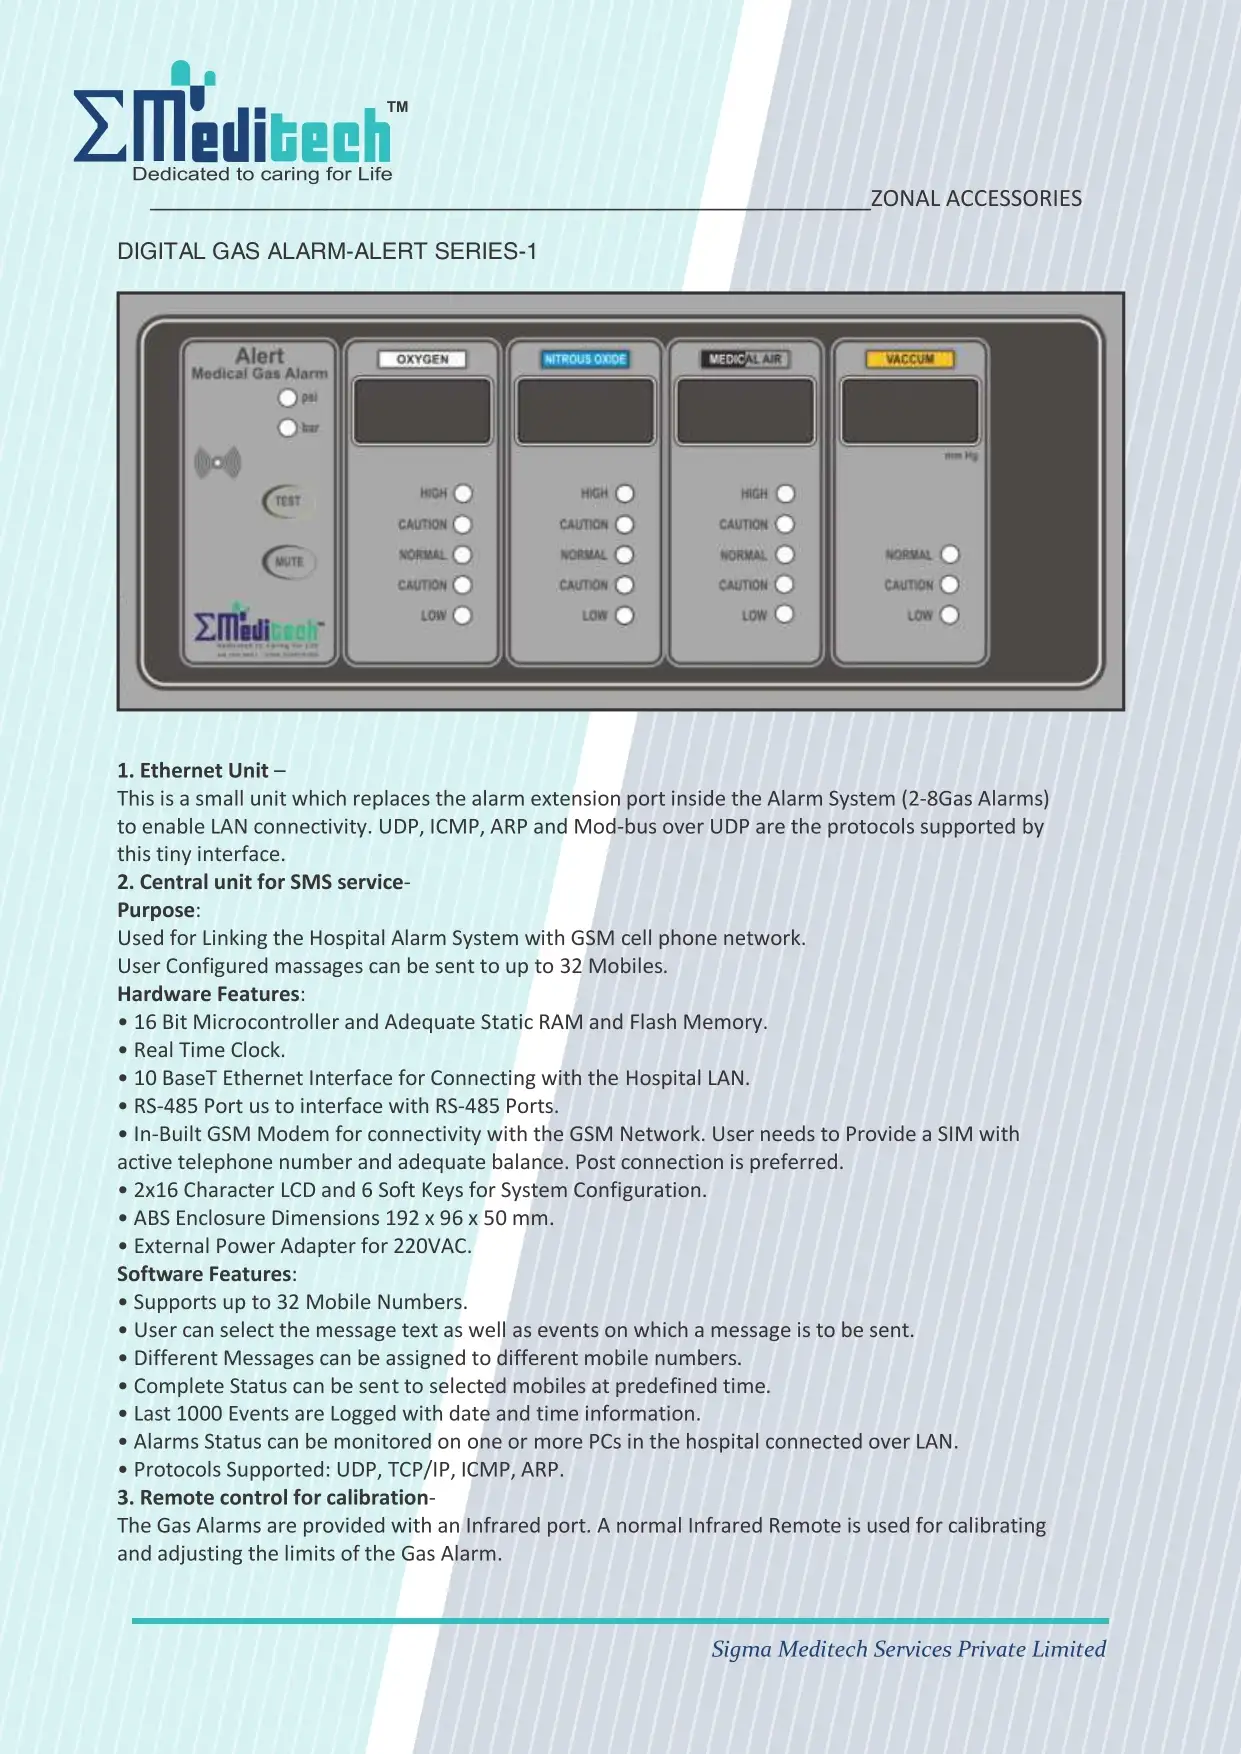 ΣMeditech™
Dedicated to caring for Life
ZONAL ACCESSORIES
DIGITAL GAS ALARM-ALERT SERIES-1
Alert
Medical Gas Alarm
psi
bar
TEST
MUTE
ΣMeditech™
Dedicated to caring for Life
OXYGEN
HIGH
CAUTION
NORMAL
CAUTION
LOW
NITROUS OXIDE
HIGH
CAUTION
NORMAL
CAUTION
LOW
MEDICAL AIR
HIGH
CAUTION
NORMAL
CAUTION
LOW
VACCUM
mm Hg
NORMAL
CAUTION
LOW
1. Ethernet Unit –
This is a small unit which replaces the alarm extension port inside the Alarm System (2-8Gas Alarms)
to enable LAN connectivity. UDP, ICMP, ARP and Mod-bus over UDP are the protocols supported by
this tiny interface.
2. Central unit for SMS service-
Purpose:
Used for Linking the Hospital Alarm System with GSM cell phone network.
User Configured massages can be sent to up to 32 Mobiles.
Hardware Features:
• 16 Bit Microcontroller and Adequate Static RAM and Flash Memory.
• Real Time Clock.
• 10 BaseT Ethernet Interface for Connecting with the Hospital LAN.
• RS-485 Port us to interface with RS-485 Ports.
• In-Built GSM Modem for connectivity with the GSM Network. User needs to Provide a SIM with
active telephone number and adequate balance. Post connection is preferred.
• 2x16 Character LCD and 6 Soft Keys for System Configuration.
• ABS Enclosure Dimensions 192 x 96 x 50 mm.
• External Power Adapter for 220VAC.
Software Features:
• Supports up to 32 Mobile Numbers.
• User can select the message text as well as events on which a message is to be sent.
• Different Messages can be assigned to different mobile numbers.
• Complete Status can be sent to selected mobiles at predefined time.
• Last 1000 Events are Logged with date and time information.
• Alarms Status can be monitored on one or more PCs in the hospital connected over LAN.
• Protocols Supported: UDP, TCP/IP, ICMP, ARP.
3. Remote control for calibration-
The Gas Alarms are provided with an Infrared port. A normal Infrared Remote is used for calibrating
and adjusting the limits of the Gas Alarm.
Sigma Meditech Services Private Limited